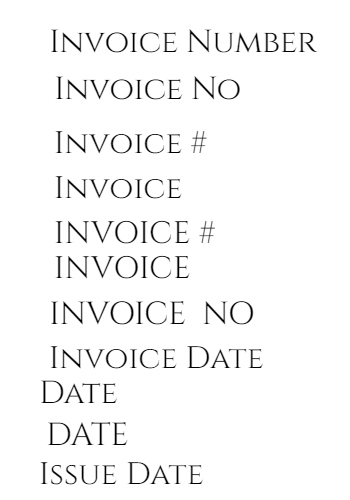 Invoice Number
Invoice No
Invoice #
Invoice
INVOICE #
INVOICE
INVOICE NO
Invoice Date
Date
DATE
Issue Date